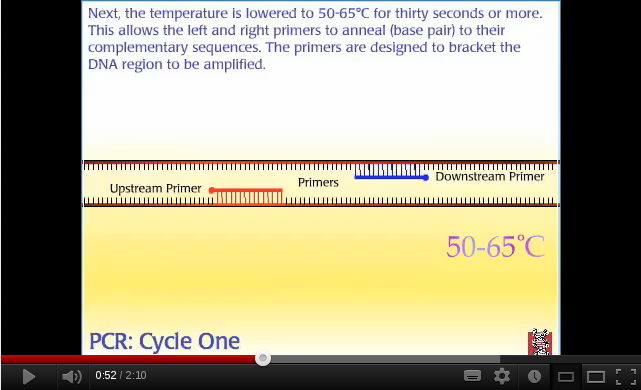 Next, the temperature is lowered to 50-65°C for thirty seconds or more.
This allows the left and right primers to anneal (base pair) to their
complementary sequences. The primers are designed to bracket the
DNA region to be amplified.
Primers
Downstream Primer
Upstream Primer
50-65°C
PCR: Cycle One
0:52 / 2:10